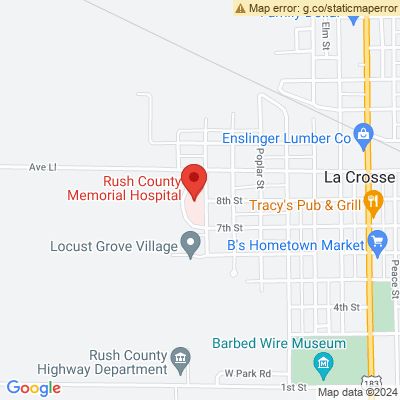 Map error: g.co/staticmaperror
Family Dollar
Elm St
Enslinger Lumber Co
Poplar St
Ave Ll
Rush County
Memorial Hospital
La Crosse
8th St
Tracy's Pub & Grill
7th St
Locust Grove Village
B's Hometown Market
Peace St
4th St
Barbed Wire Museum
Rush County
Highway Department
W Park Rd
1st St
183
Google
Map data ©2024